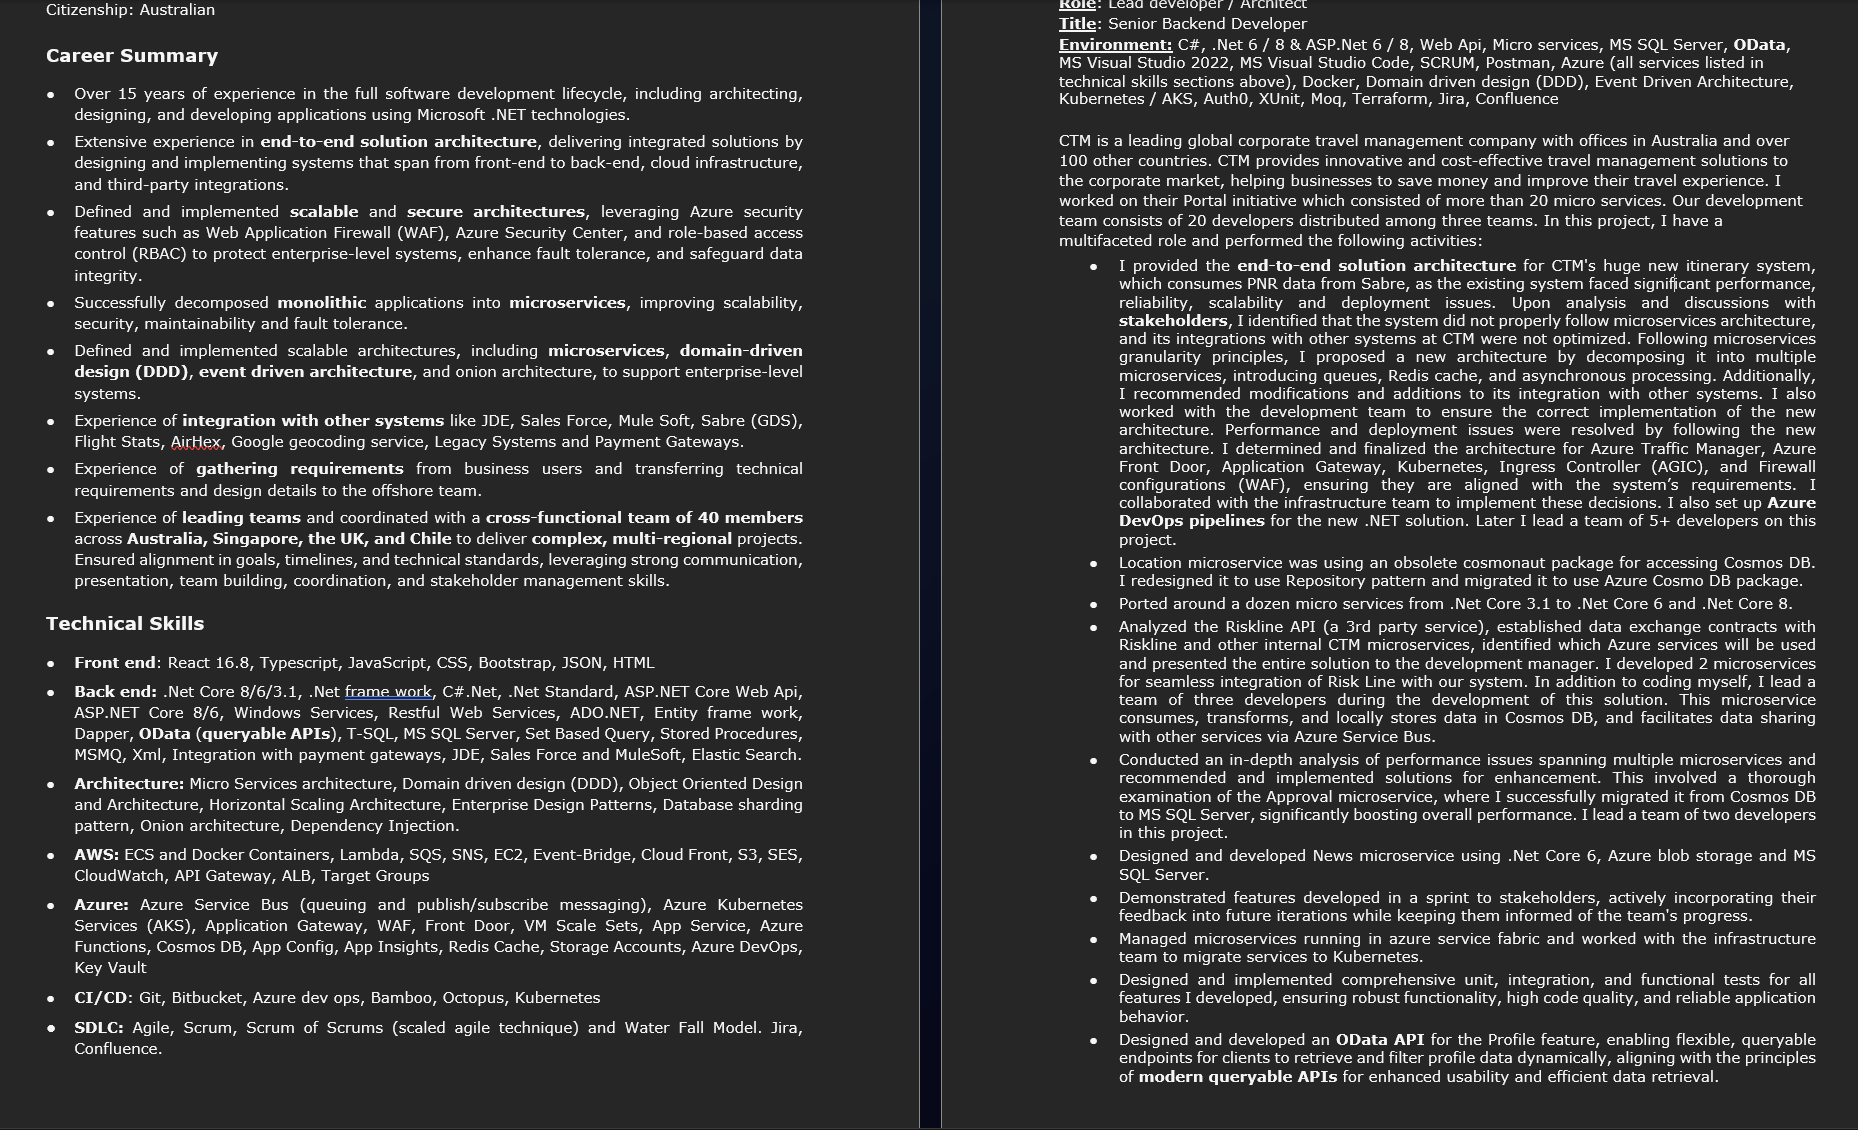 Citizenship: Australian
Career Summary
• Over 15 years of experience in the full software development lifecycle, including architecting,
designing, and developing applications using Microsoft .NET technologies.
• Extensive experience in end-to-end solution architecture, delivering integrated solutions by
designing and implementing systems that span from front-end to back-end, cloud infrastructure,
and third-party integrations.
• Defined and implemented scalable and secure architectures, leveraging Azure security
features such as Web Application Firewall (WAF), Azure Security Center, and role-based access
control (RBAC) to protect enterprise-level systems, enhance fault tolerance, and safeguard data
integrity.
• Successfully decomposed monolithic applications into microservices, improving scalability,
security, maintainability and fault tolerance.
• Defined and implemented scalable architectures, including microservices, domain-driven
design (DDD), event driven architecture, and onion architecture, to support enterprise-level
systems.
• Experience of integration with other systems like JDE, Sales Force, Mule Soft, Sabre (GDS),
Flight Stats, AirHex, Google geocoding service, Legacy Systems and Payment Gateways.
• Experience of gathering requirements from business users and transferring technical
requirements and design details to the offshore team.
• Experience of leading teams and coordinated with a cross-functional team of 40 members
across Australia, Singapore, the UK, and Chile to deliver complex, multi-regional projects.
Ensured alignment in goals, timelines, and technical standards, leveraging strong communication,
presentation, team building, coordination, and stakeholder management skills.
Technical Skills
• Front end: React 16.8, Typescript, JavaScript, CSS, Bootstrap, JSON, HTML
• Back end: .Net Core 8/6/3.1, .Net frame work, C#.Net, .Net Standard, ASP.NET Core Web Api,
ASP.NET Core 8/6, Windows Services, Restful Web Services, ADO.NET, Entity frame work,
Dapper, OData (queryable APIs), T-SQL, MS SQL Server, Set Based Query, Stored Procedures,
MSMQ, Xml, Integration with payment gateways, JDE, Sales Force and MuleSoft, Elastic Search.
• Architecture: Micro Services architecture, Domain driven design (DDD), Object Oriented Design
and Architecture, Horizontal Scaling Architecture, Enterprise Design Patterns, Database sharding
pattern, Onion architecture, Dependency Injection.
• AWS: ECS and Docker Containers, Lambda, SQS, SNS, EC2, Event-Bridge, Cloud Front, S3, SES,
CloudWatch, API Gateway, ALB, Target Groups
• Azure: Azure Service Bus (queuing and publish/subscribe messaging), Azure Kubernetes
Services (AKS), Application Gateway, WAF, Front Door, VM Scale Sets, App Service, Azure
Functions, Cosmos DB, App Config, App Insights, Redis Cache, Storage Accounts, Azure DevOps,
Key Vault
• CI/CD: Git, Bitbucket, Azure dev ops, Bamboo, Octopus, Kubernetes
• SDLC: Agile, Scrum, Scrum of Scrums (scaled agile technique) and Water Fall Model. Jira,
Confluence.
Role: Lead developer / Architect
Title: Senior Backend Developer
Environment: C#, .Net 6 / 8 & ASP.Net 6 / 8, Web Api, Micro services, MS SQL Server, OData,
MS Visual Studio 2022, MS Visual Studio Code, SCRUM, Postman, Azure (all services listed in
technical skills sections above), Docker, Domain driven design (DDD), Event Driven Architecture,
Kubernetes / AKS, Auth0, XUnit, Moq, Terraform, Jira, Confluence
CTM is a leading global corporate travel management company with offices in Australia and over
100 other countries. CTM provides innovative and cost-effective travel management solutions to
the corporate market, helping businesses to save money and improve their travel experience. I
worked on their Portal initiative which consisted of more than 20 micro services. Our development
team consists of 20 developers distributed among three teams. In this project, I have a
multifaceted role and performed the following activities:
• I provided the end-to-end solution architecture for CTM's huge new itinerary system,
which consumes PNR data from Sabre, as the existing system faced significant performance,
reliability, scalability and deployment issues. Upon analysis and discussions with
stakeholders, I identified that the system did not properly follow microservices architecture,
and its integrations with other systems at CTM were not optimized. Following microservices
granularity principles, I proposed a new architecture by decomposing it into multiple
microservices, introducing queues, Redis cache, and asynchronous processing. Additionally,
I recommended modifications and additions to its integration with other systems. I also
worked with the development team to ensure the correct implementation of the new
architecture. Performance and deployment issues were resolved by following the new
architecture. I determined and finalized the architecture for Azure Traffic Manager, Azure
Front Door, Application Gateway, Kubernetes, Ingress Controller (AGIC), and Firewall
configurations (WAF), ensuring they are aligned with the system’s requirements. I
collaborated with the infrastructure team to implement these decisions. I also set up Azure
DevOps pipelines for the new .NET solution. Later I lead a team of 5+ developers on this
project.
• Location microservice was using an obsolete cosmonaut package for accessing Cosmos DB.
I redesigned it to use Repository pattern and migrated it to use Azure Cosmo DB package.
• Ported around a dozen micro services from .Net Core 3.1 to .Net Core 6 and .Net Core 8.
• Analyzed the Riskline API (a 3rd party service), established data exchange contracts with
Riskline and other internal CTM microservices, identified which Azure services will be used
and presented the entire solution to the development manager. I developed 2 microservices
for seamless integration of Risk Line with our system. In addition to coding myself, I lead a
team of three developers during the development of this solution. This microservice
consumes, transforms, and locally stores data in Cosmos DB, and facilitates data sharing
with other services via Azure Service Bus.
• Conducted an in-depth analysis of performance issues spanning multiple microservices and
recommended and implemented solutions for enhancement. This involved a thorough
examination of the Approval microservice, where I successfully migrated it from Cosmos DB
to MS SQL Server, significantly boosting overall performance. I lead a team of two developers
in this project.
• Designed and developed News microservice using .Net Core 6, Azure blob storage and MS
SQL Server.
• Demonstrated features developed in a sprint to stakeholders, actively incorporating their
feedback into future iterations while keeping them informed of the team's progress.
• Managed microservices running in azure service fabric and worked with the infrastructure
team to migrate services to Kubernetes.
• Designed and implemented comprehensive unit, integration, and functional tests for all
features I developed, ensuring robust functionality, high code quality, and reliable application
behavior.
• Designed and developed an OData API for the Profile feature, enabling flexible, queryable
endpoints for clients to retrieve and filter profile data dynamically, aligning with the principles
of modern queryable APIs for enhanced usability and efficient data retrieval.